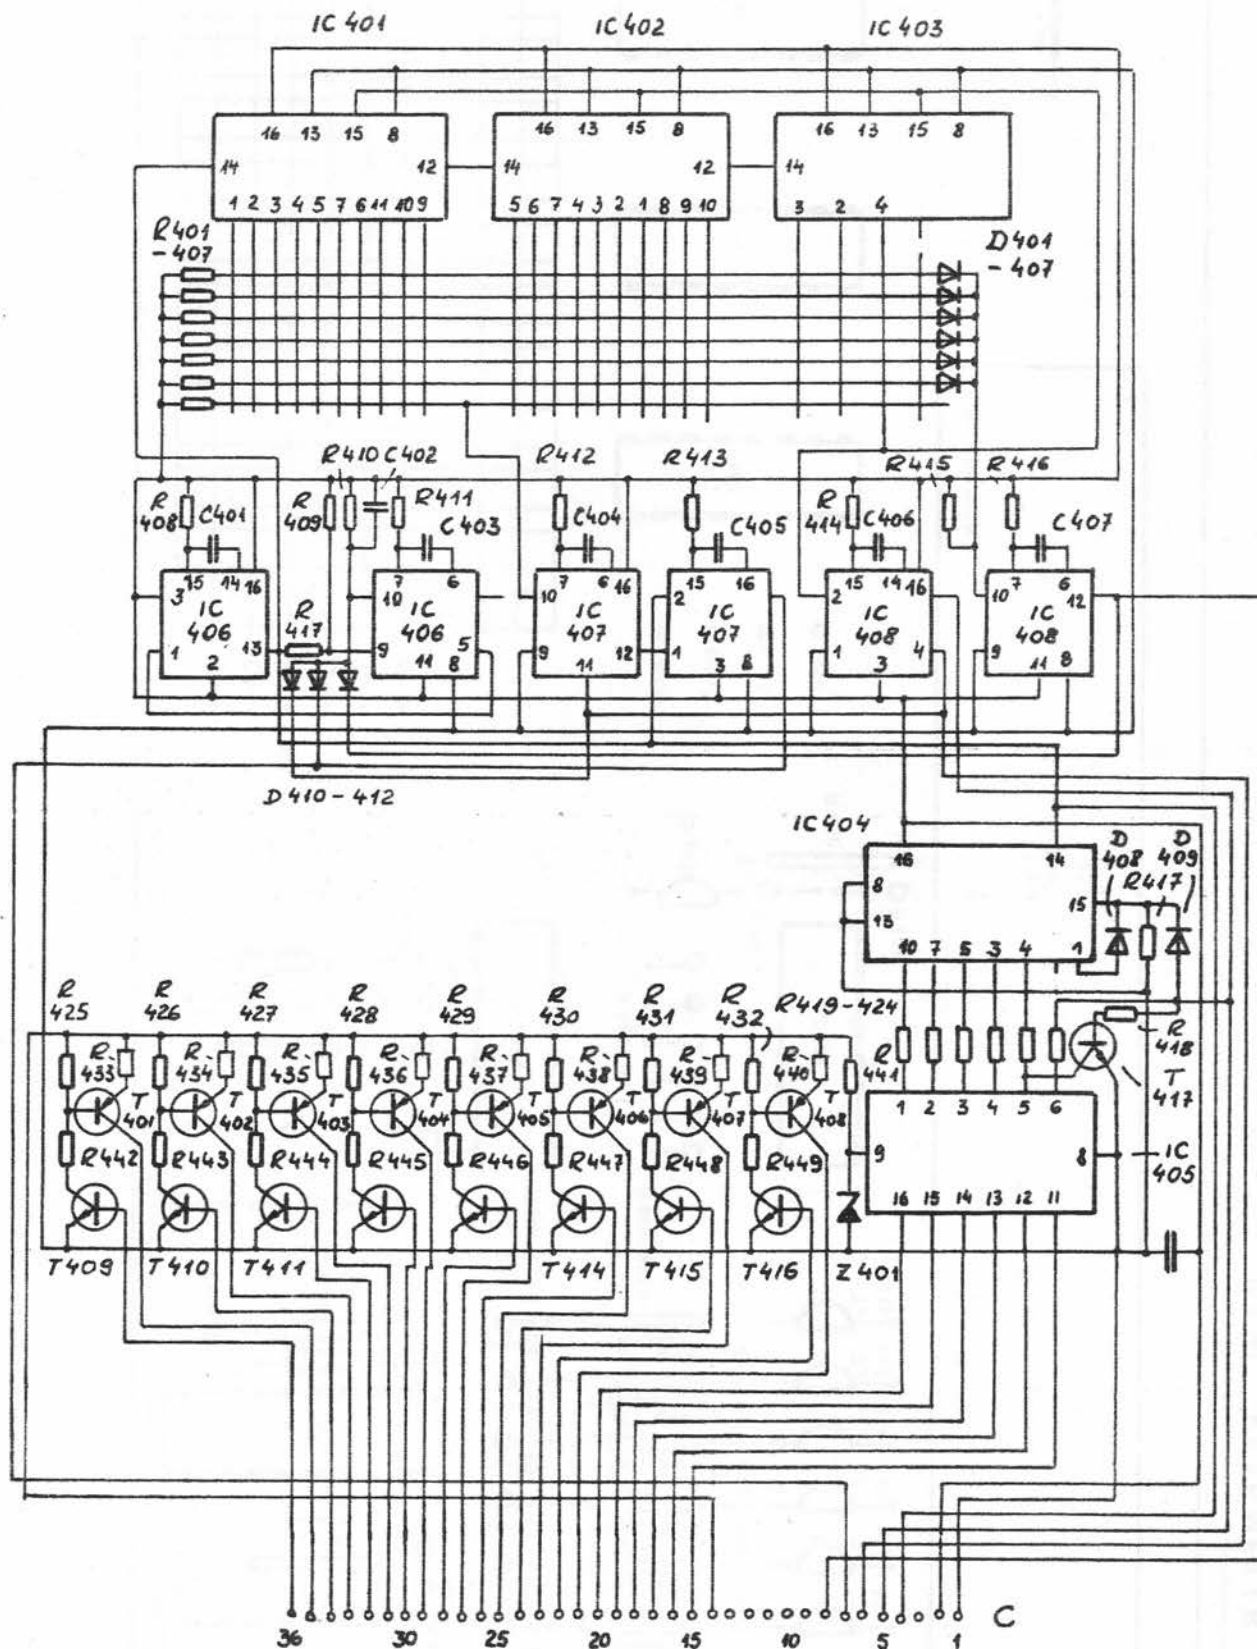 IC 401 IC 402 IC 403
16 13 15 8 16 13 15 8 16 13 15 8
14 12 14 12 14
1 2 3 4 5 7 6 11 10 9 5 6 7 4 3 2 1 8 9 10 3 2 4
R401
- 407
D401
- 407
R410 C402 R412 R413 R415 R416
R
408
C401
R
409
R411
C403
C404
C405
R
414
C406
C407
15 14 16 7 6 7 6 16 15 16 15 14 16 7 6
3 10 10 2 2 10 12
IC
406
IC
406
IC
407
IC
407
IC
408
IC
408
R
417
1 13 9 5 9 12 1 1 4 9
2 11 8 11 3 8 3 11 8
D410-412
IC404
16 14
D
408
D
409
R417
8
13
15
10 7 5 3 4 1
R
425
R
426
R
427
R
428
R
429
R
430
R
431
R
432
R419-424
R
433
R
434
R
435
R
436
R
437
R
438
R
439
R
440
R
441
R
418
T
401
T
402
T
403
T
404
T
405
T
406
T
407
T
408
T
417
1 2 3 4 5 6
R442 R443 R444 R445 R446 R447 R448 R449
9 8
IC
405
16 15 14 13 12 11
T409 T410 T411 T414 T415 T416 Z401
C
36 30 25 20 15 10 5 1